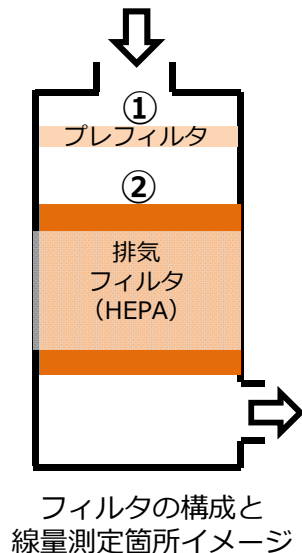 ①
プレフィルタ
②
排気
フィルタ
（HEPA）
フィルタの構成と
線量測定箇所イメージ